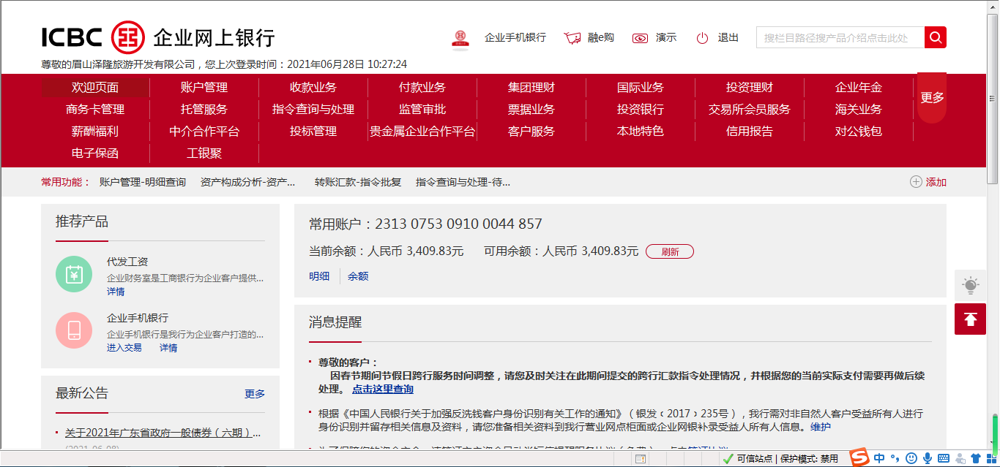 ICBC 企业网上银行
企业手机银行 融e购 演示 退出 搜栏目路径搜产品介绍点击此处
尊敬的眉山泽隆旅游开发有限公司，您上次登录时间：2021年06月28日 10:27:24
欢迎页面 账户管理 收款业务 付款业务 集团理财 国际业务 投资理财 企业年金
更多
商务卡管理 托管服务 指令查询与处理 监管审批 票据业务 投资银行 交易所会员服务 海关业务
薪酬福利 中介合作平台 投标管理 贵金属企业合作平台 客户服务 本地特色 信用报告 对公钱包
电子保函 工银聚
常用功能： 账户管理-明细查询 资产构成分析-资产... 转账汇款-指令批复 指令查询与处理-待... 添加
推荐产品
代发工资
企业财务室是工商银行为企业客户提供...
详情
企业手机银行
企业手机银行是我行为企业客户打造的...
进入交易 详情
最新公告 更多
关于2021年广东省政府一般债券（六期）...
(2021-06-08)
常用账户：2313 0753 0910 0044 857
当前余额：人民币 3,409.83元 可用余额：人民币 3,409.83元 刷新
明细 余额
消息提醒
尊敬的客户：
因春节期间节假日跨行服务时间调整，请您及时关注在此期间提交的跨行汇款指令处理情况，并根据您的当前实际支付需要再做后续
处理。 点击这里查询
根据《中国人民银行关于加强反洗钱客户身份识别有关工作的通知》（银发﹝2017﹞235号），我行需对非自然人客户受益所有人进行
身份识别并留存相关信息及资料，请您准备相关资料到我行营业网点柜面或企业网银补录受益人所有人信息。维护
可信站点 | 保护模式: 禁用
S 中